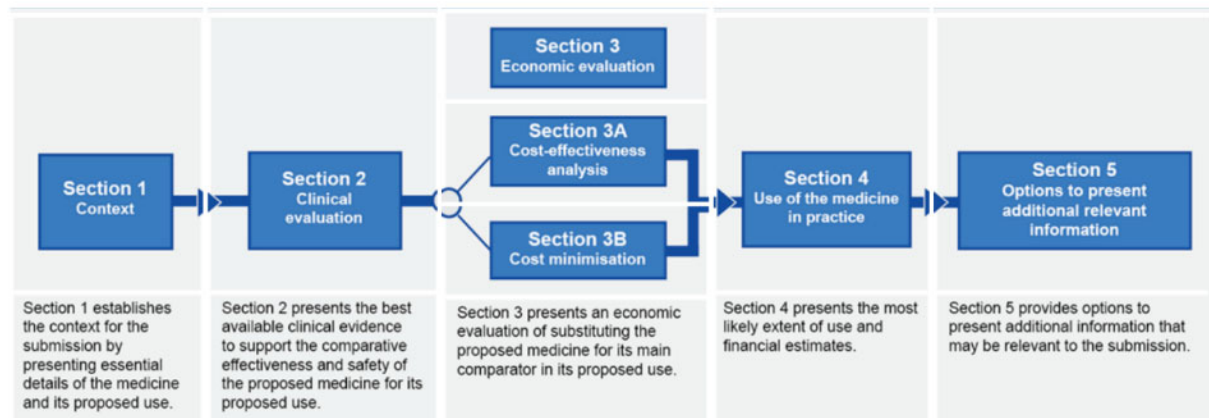 Section 1
Context
Section 2
Clinical
evaluation
Section 3
Economic evaluation
Section 3A
Cost-effectiveness
analysis
Section 3B
Cost minimisation
Section 4
Use of the medicine
in practice
Section 5
Options to present
additional relevant
information
Section 1 establishes
the context for the
submission by
presenting essential
details of the medicine
and its proposed use.
Section 2 presents the best
available clinical evidence
to support the comparative
effectiveness and safety of
the proposed medicine for its
proposed use.
Section 3 presents an economic
evaluation of substituting the
proposed medicine for its main
comparator in its proposed use.
Section 4 presents the most
likely extent of use and
financial estimates.
Section 5 provides options to
present additional information that
may be relevant to the submission.